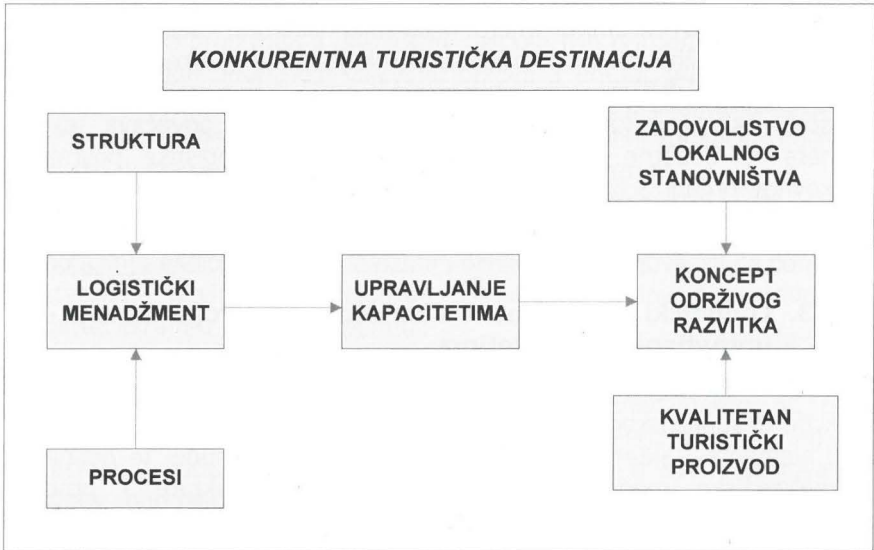 KONKURENTNA TURISTIČKA DESTINACIJA
STRUKTURA
ZADOVOLJSTVO
LOKALNOG
STANOVNIŠTVA
LOGISTIČKI
MENADŽMENT
UPRAVLJANJE
KAPACITETIMA
KONCEPT
ODRŽIVOG
RAZVITKA
PROCESI
KVALITETAN
TURISTIČKI
PROIZVOD